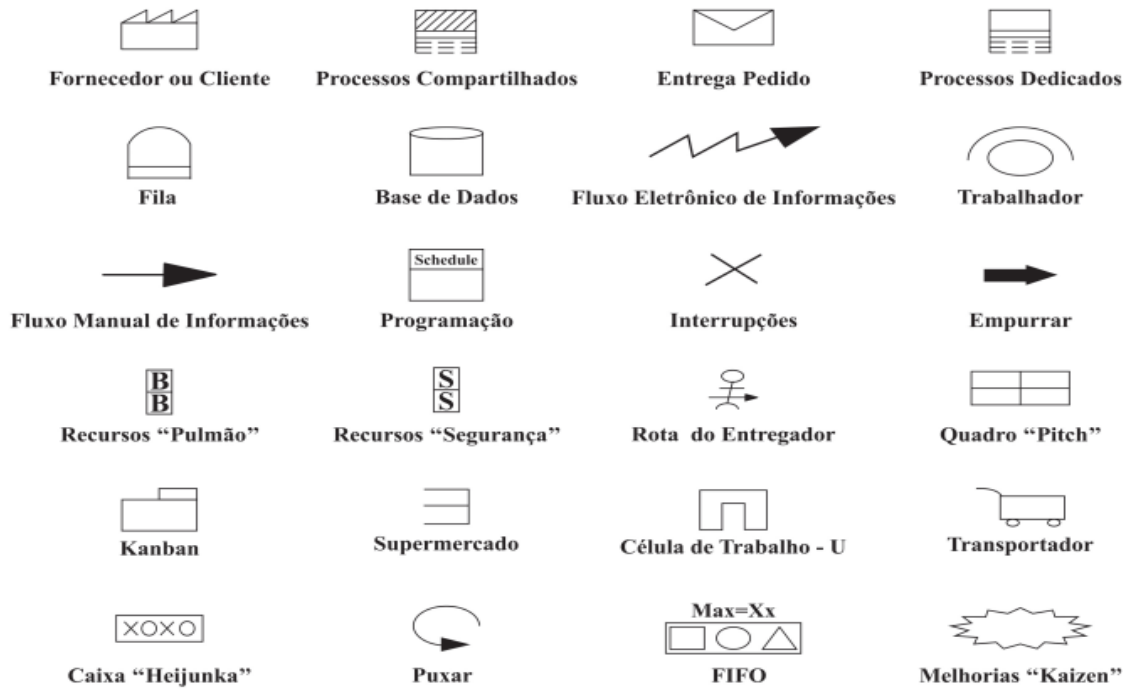 Fornecedor ou Cliente
Processos Compartilhados
Entrega Pedido
Processos Dedicados
Fila
Base de Dados
Fluxo Eletrônico de Informações
Trabalhador
Schedule
Fluxo Manual de Informações
Programação
Interrupções
Empurrar
B
B
S
S
Recursos “Pulmão”
Recursos “Segurança”
Rota do Entregador
Quadro “Pitch”
Kanban
Supermercado
Célula de Trabalho - U
Transportador
XOXO
Max=Xx
Caixa “Heijunka”
Puxar
FIFO
Melhorias “Kaizen”